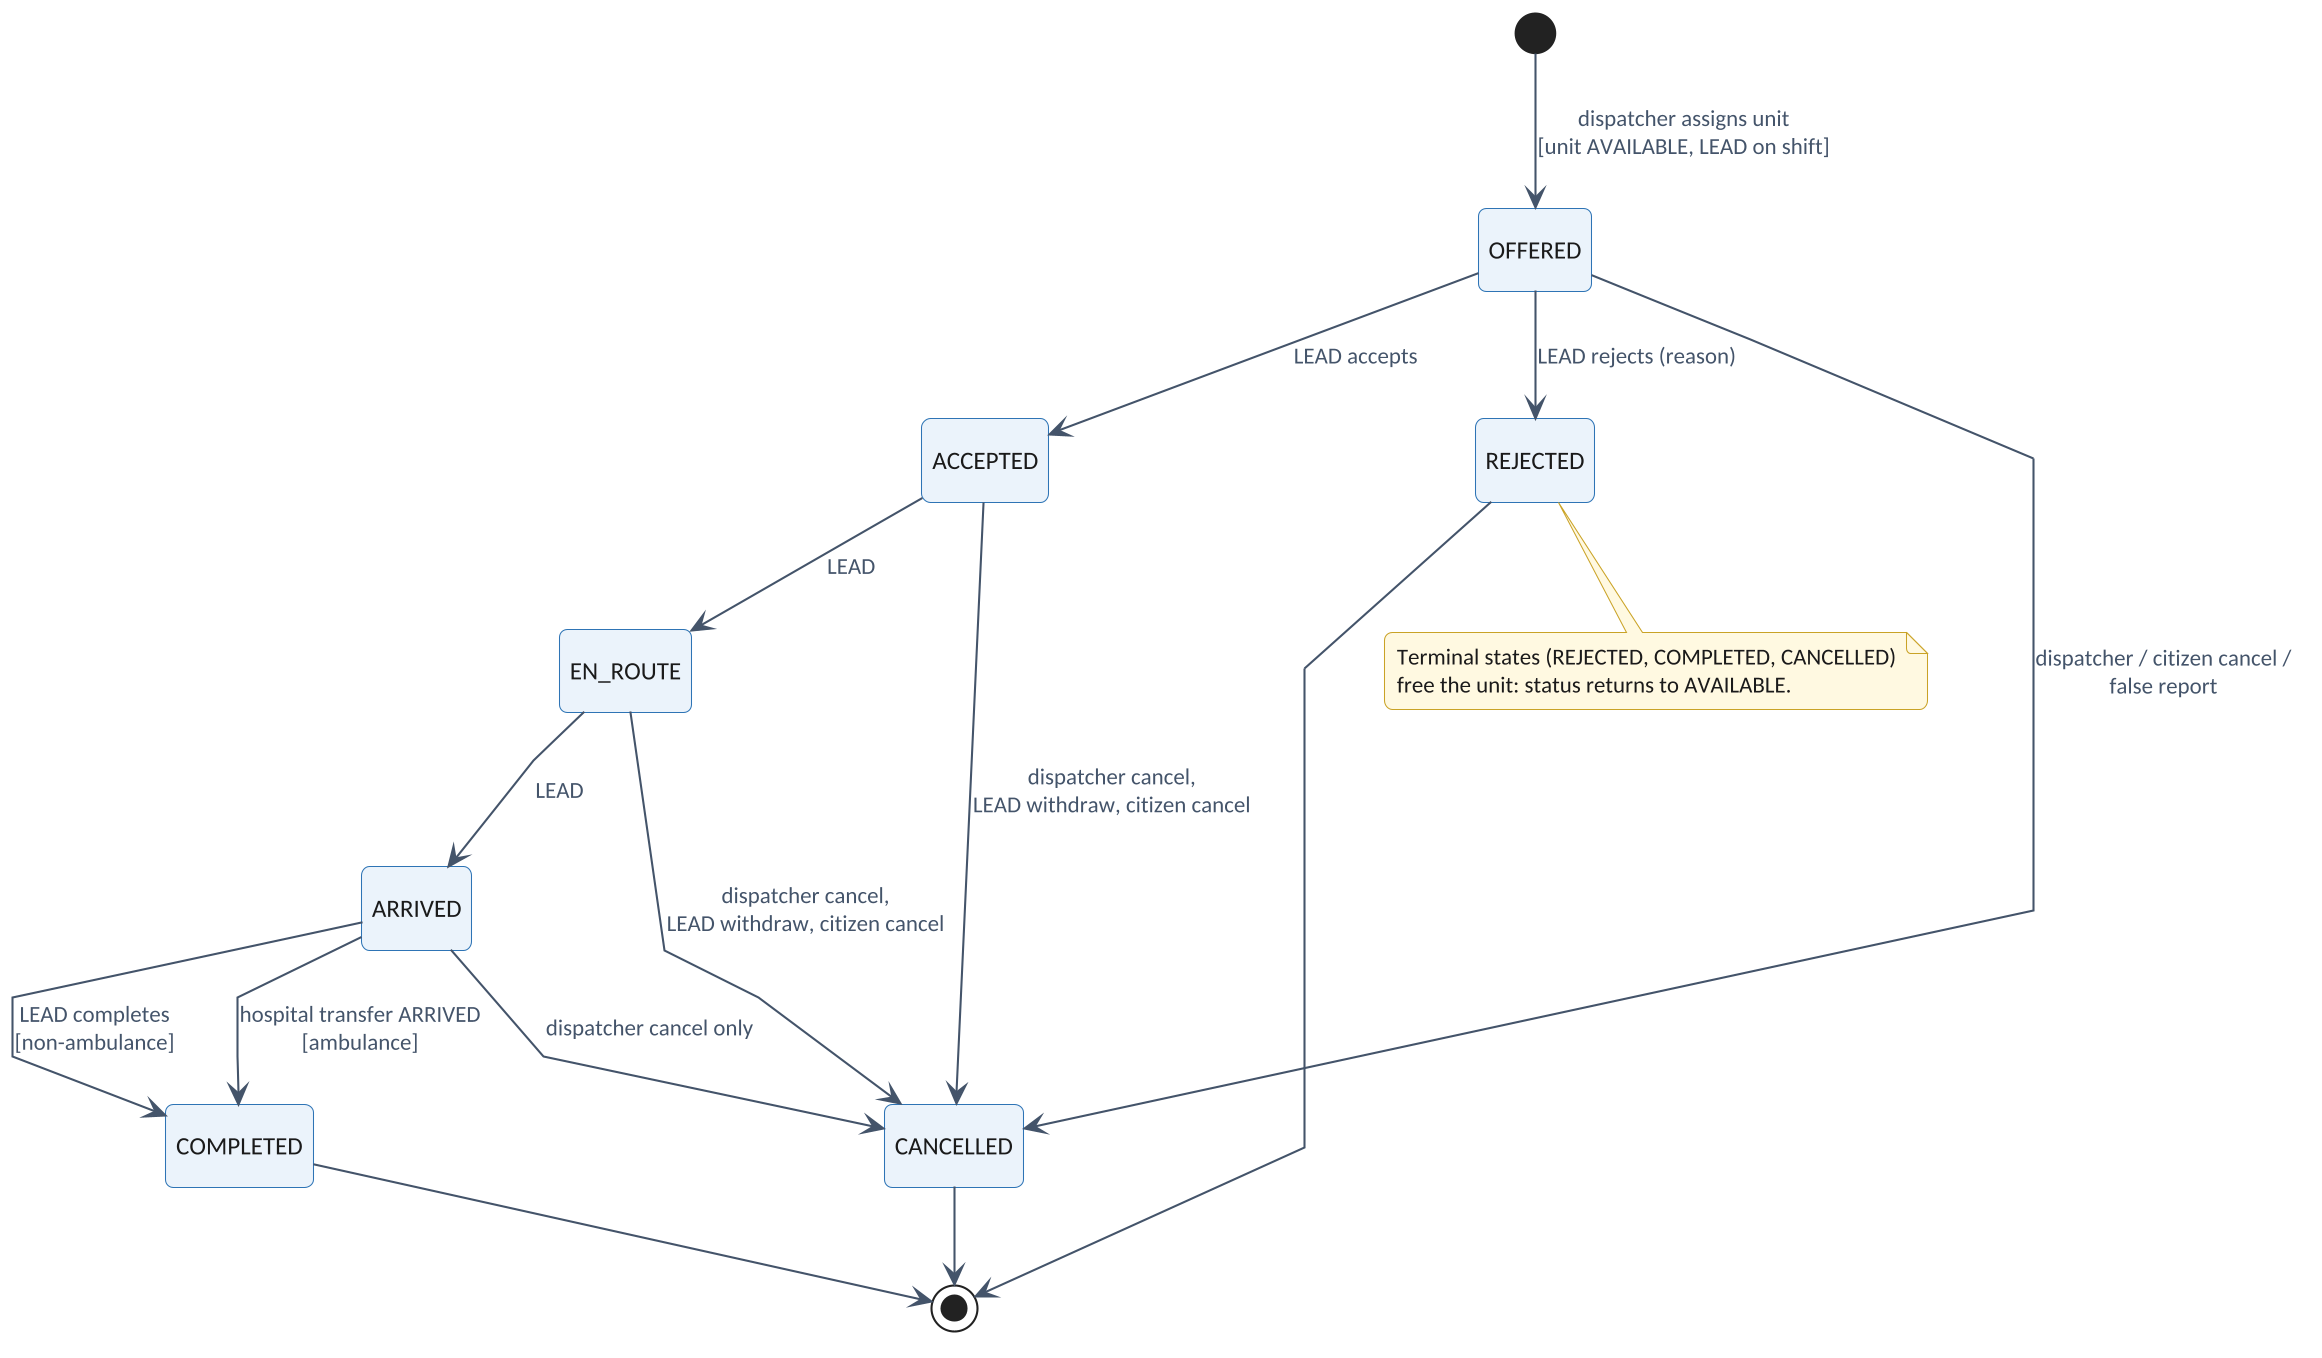 dispatcher assigns unit
[unit AVAILABLE, LEAD on shift]
OFFERED
LEAD accepts
LEAD rejects (reason)
ACCEPTED
REJECTED
LEAD
EN_ROUTE
Terminal states (REJECTED, COMPLETED, CANCELLED)
free the unit: status returns to AVAILABLE.
dispatcher / citizen cancel /
false report
LEAD
dispatcher cancel,
LEAD withdraw, citizen cancel
ARRIVED
dispatcher cancel,
LEAD withdraw, citizen cancel
LEAD completes
[non-ambulance]
hospital transfer ARRIVED
[ambulance]
dispatcher cancel only
COMPLETED
CANCELLED